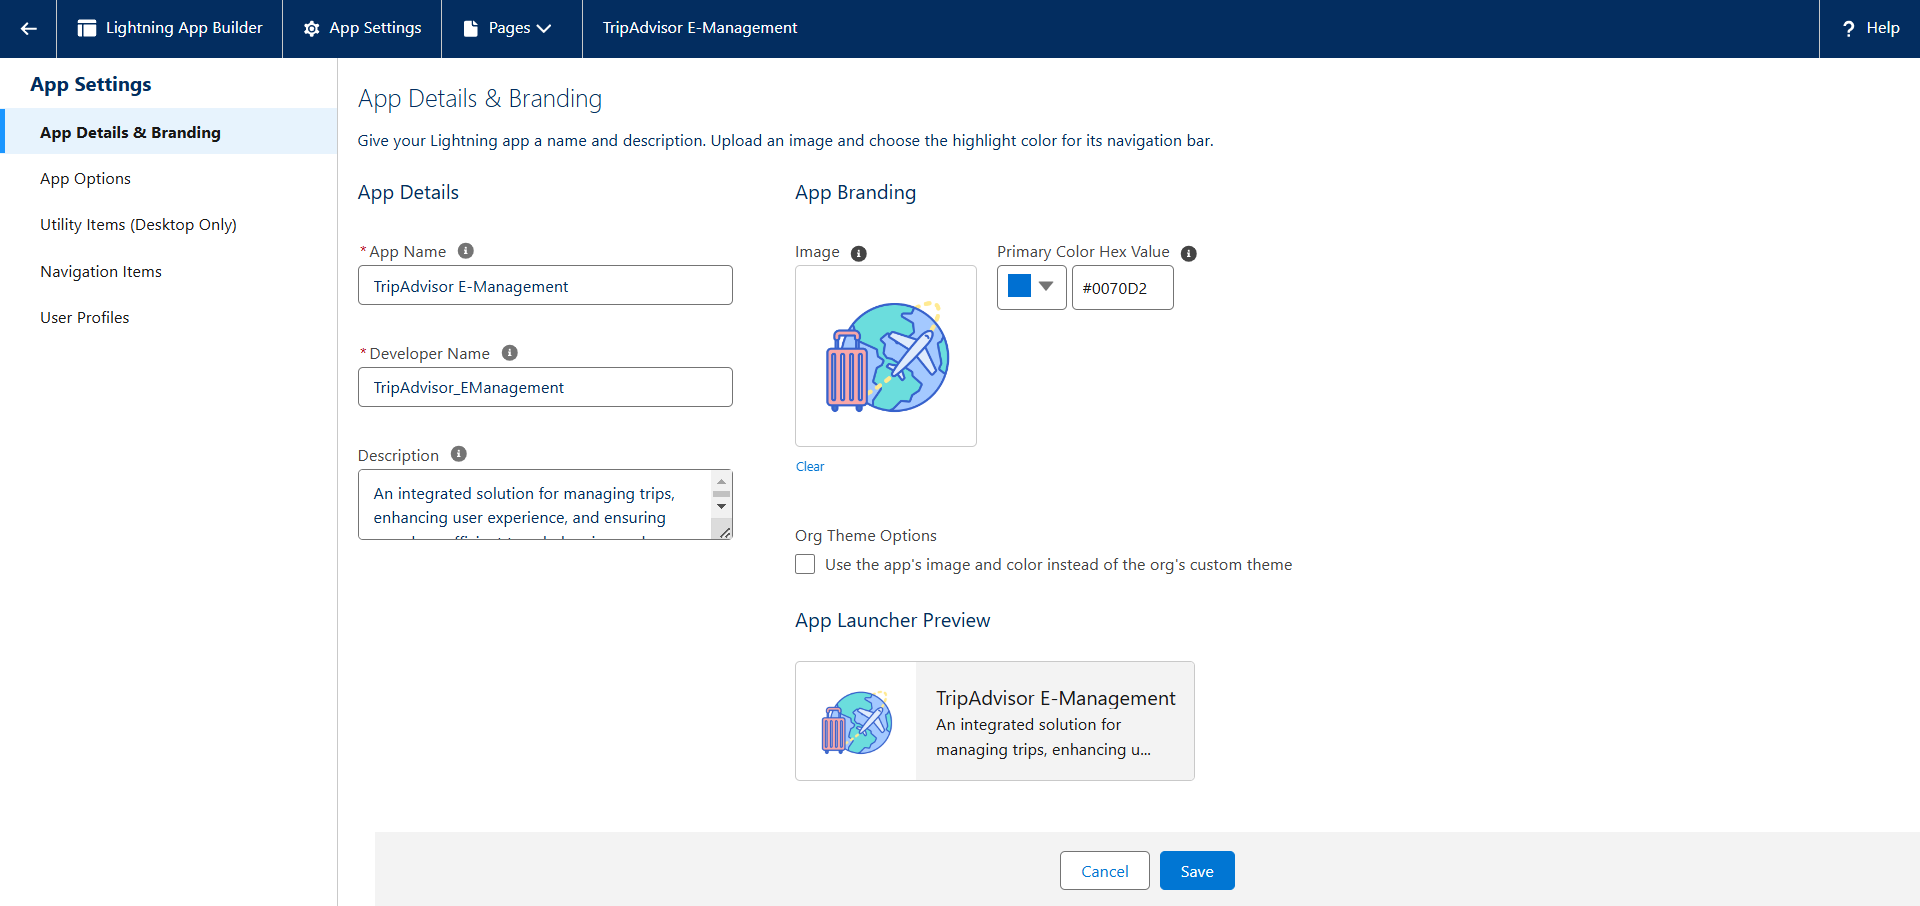 Lightning App Builder
App Settings
Pages
TripAdvisor E-Management
? Help
App Settings
App Details & Branding
App Options
Utility Items (Desktop Only)
Navigation Items
User Profiles
App Details & Branding
Give your Lightning app a name and description. Upload an image and choose the highlight color for its navigation bar.
App Details
* App Name
TripAdvisor E-Management
* Developer Name
TripAdvisor_EManagement
Description
An integrated solution for managing trips,
enhancing user experience, and ensuring
App Branding
Image
Clear
Primary Color Hex Value
#0070D2
Org Theme Options
Use the app's image and color instead of the org's custom theme
App Launcher Preview
TripAdvisor E-Management
An integrated solution for
managing trips, enhancing u...
Cancel
Save